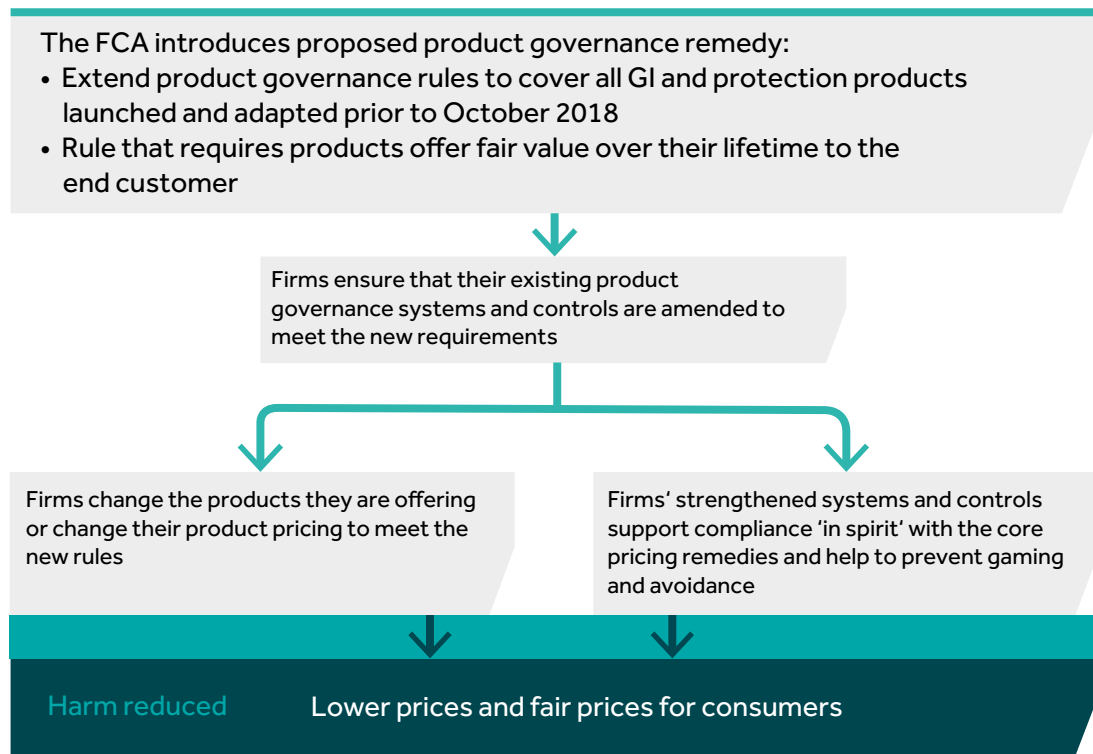 The FCA introduces proposed product governance remedy:
• Extend product governance rules to cover all GI and protection products
launched and adapted prior to October 2018
• Rule that requires products offer fair value over their lifetime to the
end customer
Firms ensure that their existing product
governance systems and controls are amended to
meet the new requirements
Firms change the products they are offering
or change their product pricing to meet the
new rules
Firms‘ strengthened systems and controls
support compliance ‘in spirit‘ with the core
pricing remedies and help to prevent gaming
and avoidance
Harm reduced
Lower prices and fair prices for consumers